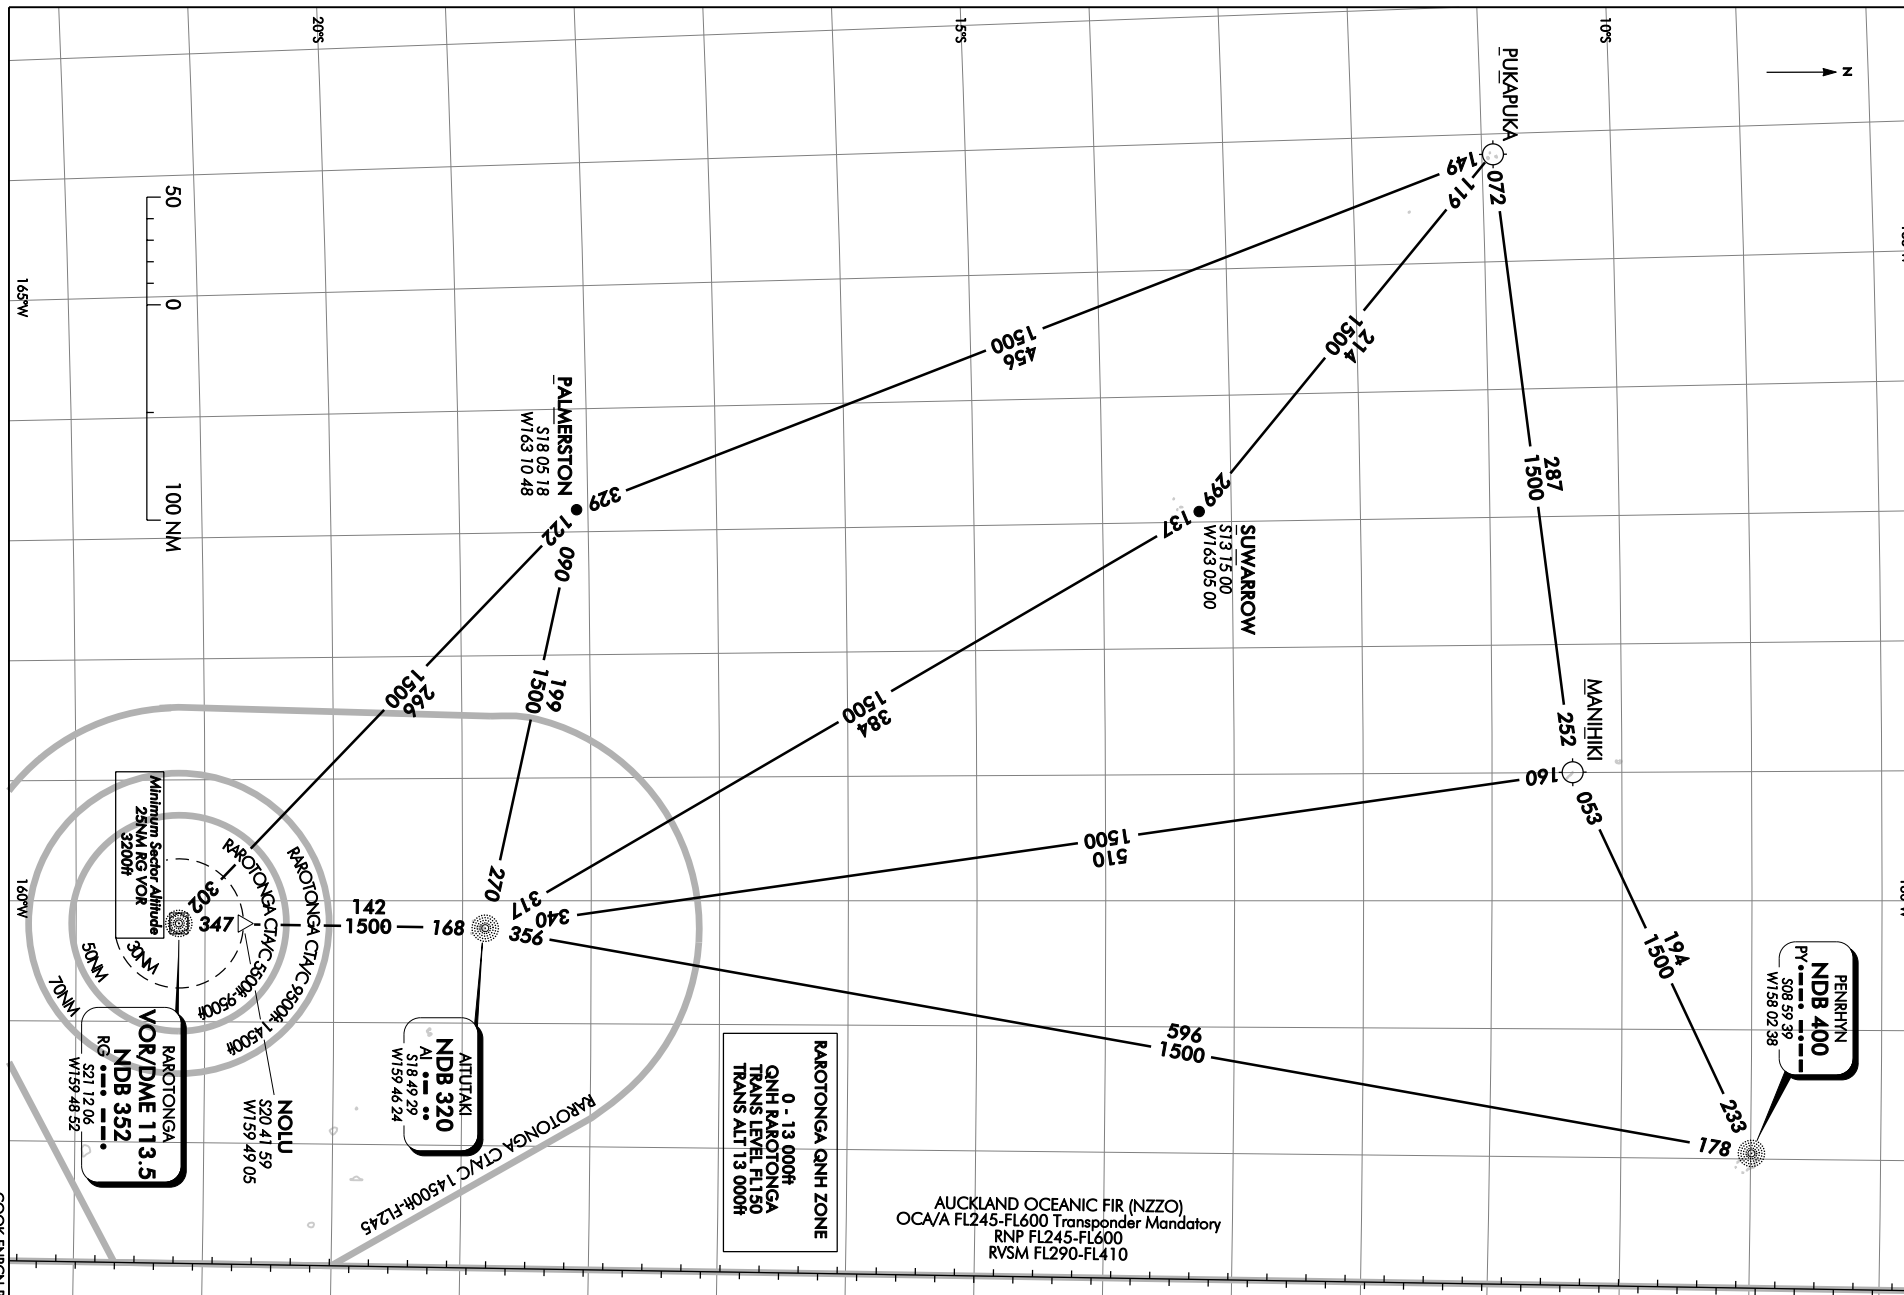 20°S
15°S
10°S
N
PUKAPUKA
149
119
072
50
0
100 NM
165°W
1500
456
1500
214
287
1500
PALMERSTON
S18 05 18
W163 10 48
329
122
060
299
137
SUWARROW
S13 15 00
W163 05 00
MANIHIKI
252
160
053
1500
266
199
1500
1500
384
1500
510
194
1500
Minimum Sector Altitude
25NM RG VOR
3200ft
160°W
302
347
142
1500
168
270
317
340
356
RAROTONGA CTA/C 5500ft-9500ft
RAROTONGA CTA/C 9500ft-14500ft
30NM
50NM
70NM
RAROTONGA
VOR/DME 113.5
NDB 352
RG
S21 12 06
W159 48 52
NOLU
S20 41 59
W159 49 05
AITUTAKI
NDB 320
AI
S18 49 29
W159 46 24
RAROTONGA CTA/C 14500ft-FL245
RAROTONGA QNH ZONE
0 - 13 000ft
QNH RAROTONGA
TRANS LEVEL FL150
TRANS ALT 13 000ft
596
1500
PENRHYN
NDB 400
PY
S08 59 39
W158 02 38
233
178
AUCKLAND OCEANIC FIR (NZZO)
OCA/A FL245-FL600 Transponder Mandatory
RNP FL245-FL600
RVSM FL290-FL410